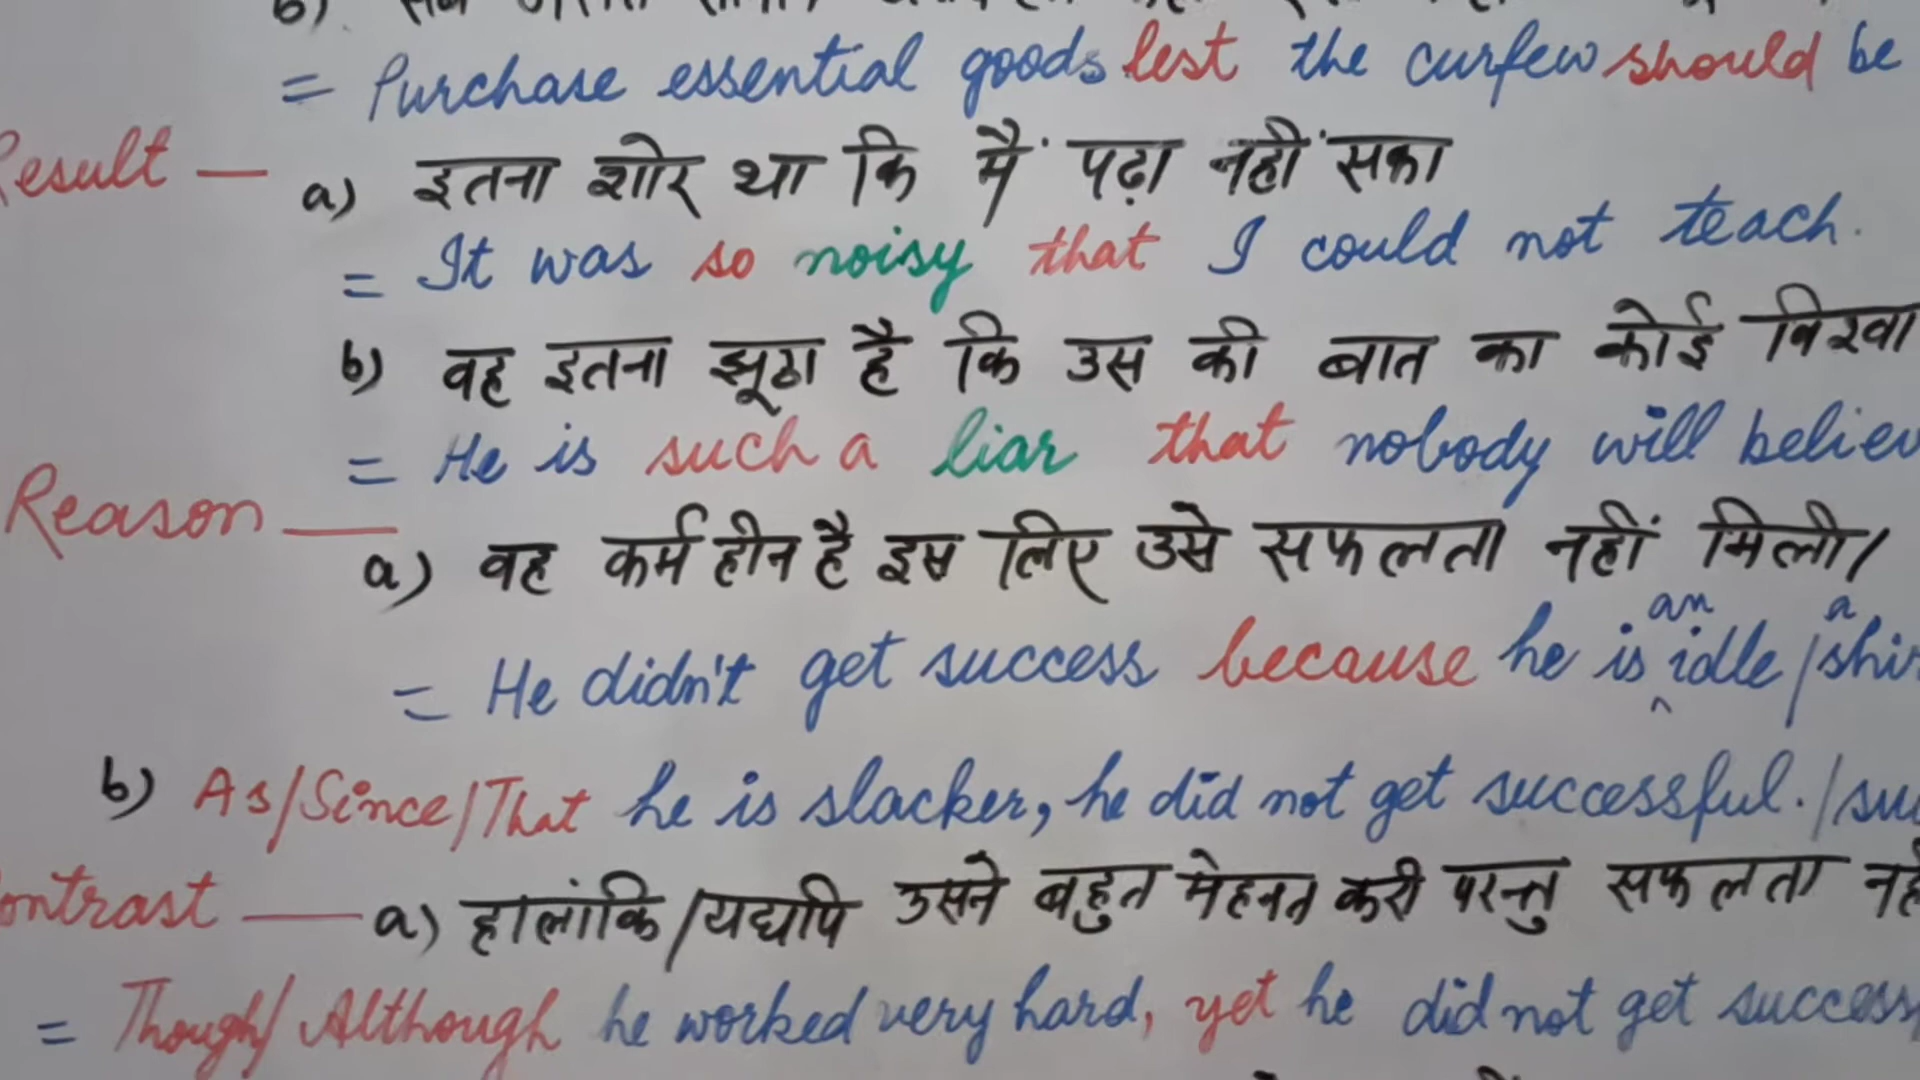 = Purchase essential goods lest the curfew should be
Result — a) इतना शोर था कि मैं पढ़ा नहीं सका
= It was so noisy that I could not teach.
b) वह इतना झूठा है कि उस की बात का कोई
= He is such a liar that nobody will
Reason — a) वह कर्म हीन है इस लिए उसे सफलता नहीं मिली।
= He didn't get success because he is an idle / a
b) As/Since/That he is slacker, he did not get successful. /
Contrast — a) हालांकि/यद्यपि उसने बहुत मेहनत करी परन्तु सफलता
= Though/ Although he worked very hard, yet he did not get success